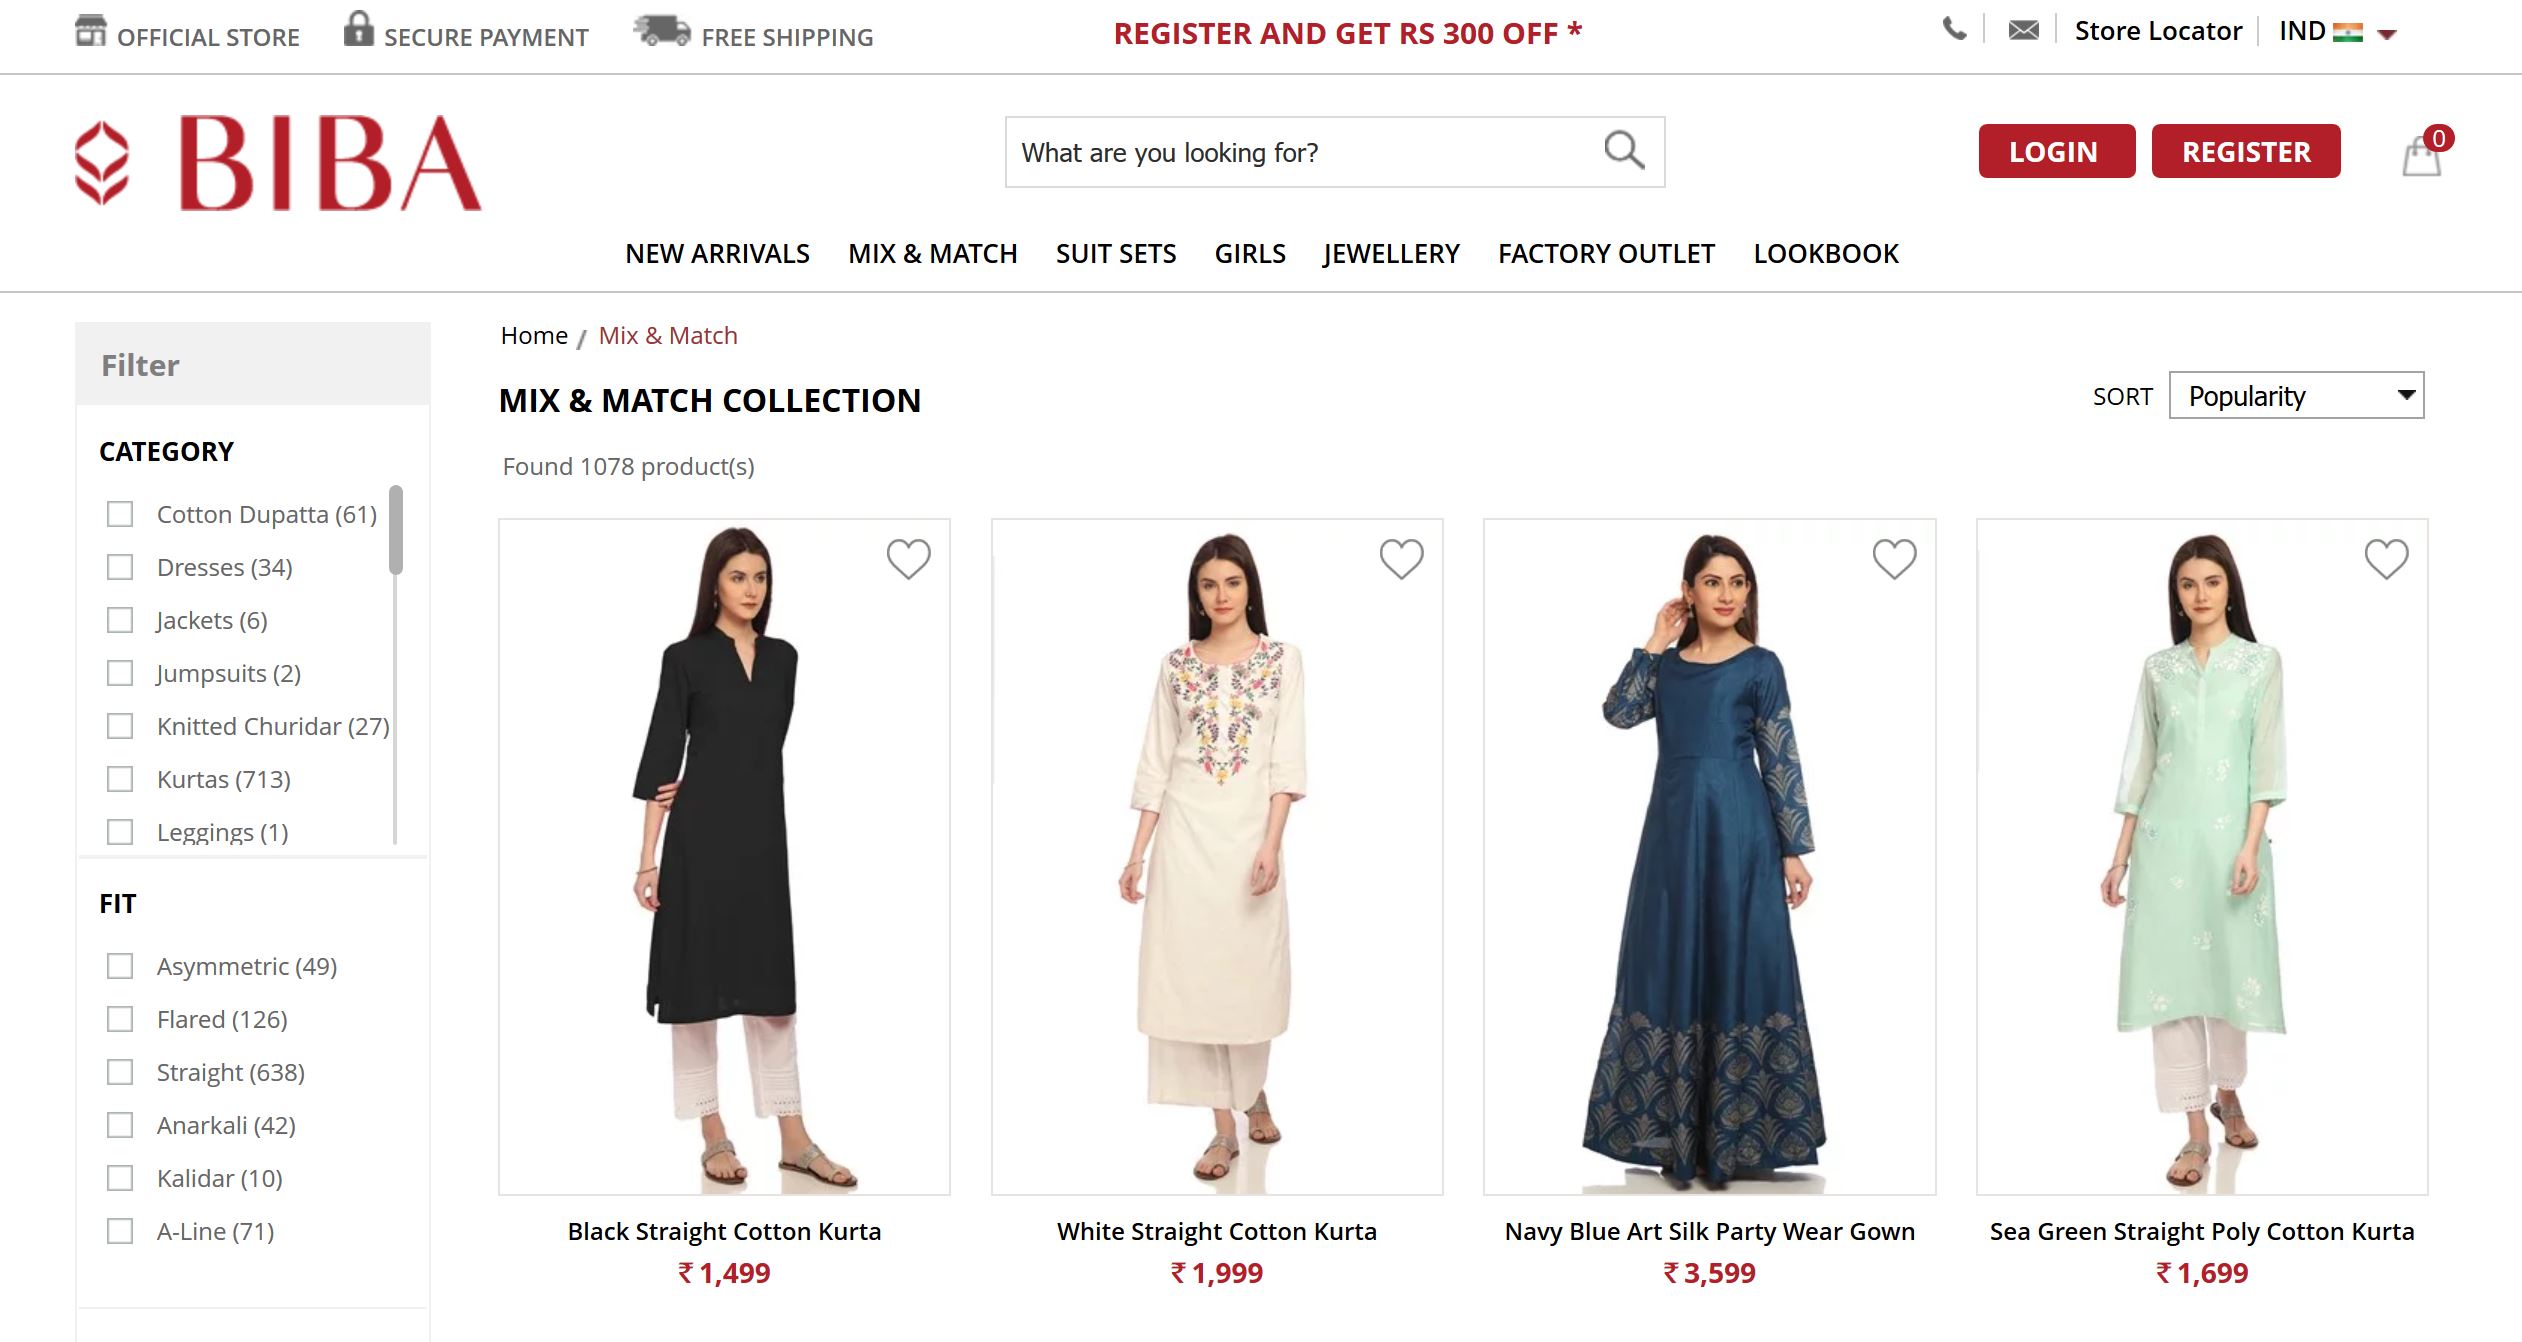 OFFICIAL STORE SECURE PAYMENT FREE SHIPPING REGISTER AND GET RS 300 OFF * Store Locator IND
BIBA What are you looking for? LOGIN REGISTER 0
NEW ARRIVALS MIX & MATCH SUIT SETS GIRLS JEWELLERY FACTORY OUTLET LOOKBOOK
Filter
CATEGORY
Cotton Dupatta (61)
Dresses (34)
Jackets (6)
Jumpsuits (2)
Knitted Churidar (27)
Kurtas (713)
Leggings (1)
FIT
Asymmetric (49)
Flared (126)
Straight (638)
Anarkali (42)
Kalidar (10)
A-Line (71)
Home / Mix & Match
MIX & MATCH COLLECTION
SORT Popularity
Found 1078 product(s)
Black Straight Cotton Kurta
₹ 1,499
White Straight Cotton Kurta
₹ 1,999
Navy Blue Art Silk Party Wear Gown
₹ 3,599
Sea Green Straight Poly Cotton Kurta
₹ 1,699